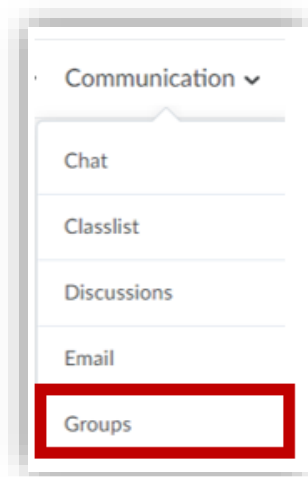 Communication
Chat
Classlist
Discussions
Email
Groups